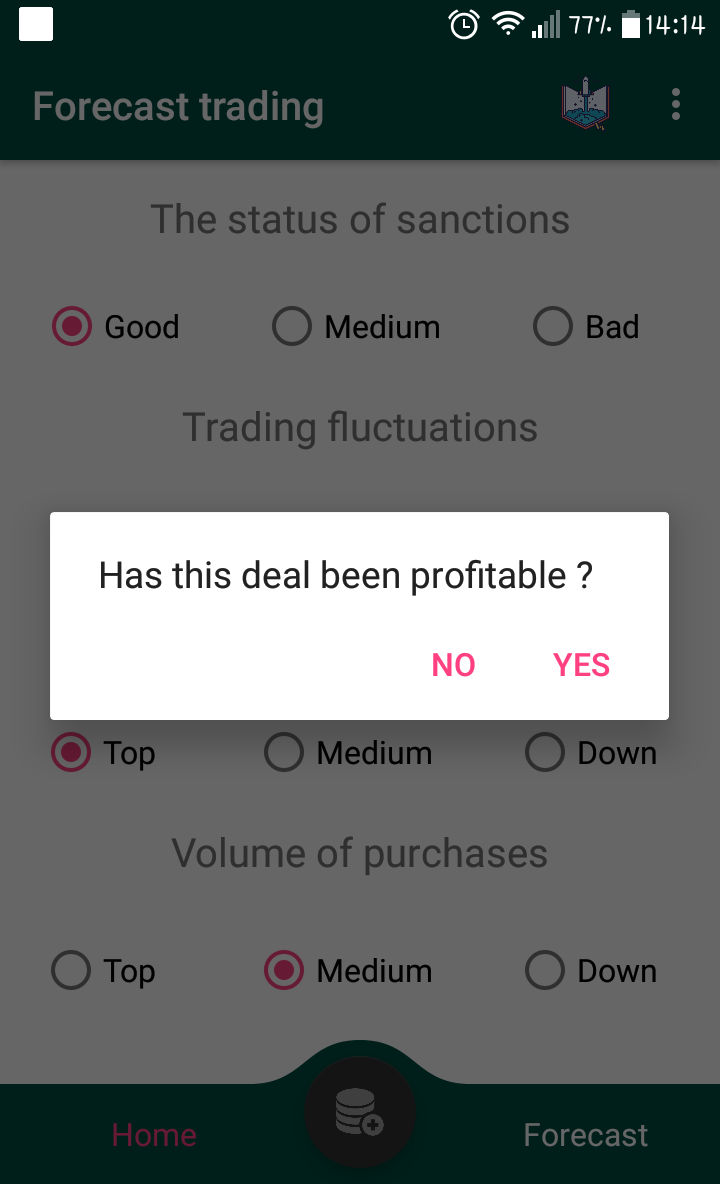 77% 14:14
Forecast trading
The status of sanctions
Good Medium Bad
Trading fluctuations
Has this deal been profitable ?
NO YES
Top Medium Down
Volume of purchases
Top Medium Down
Home Forecast